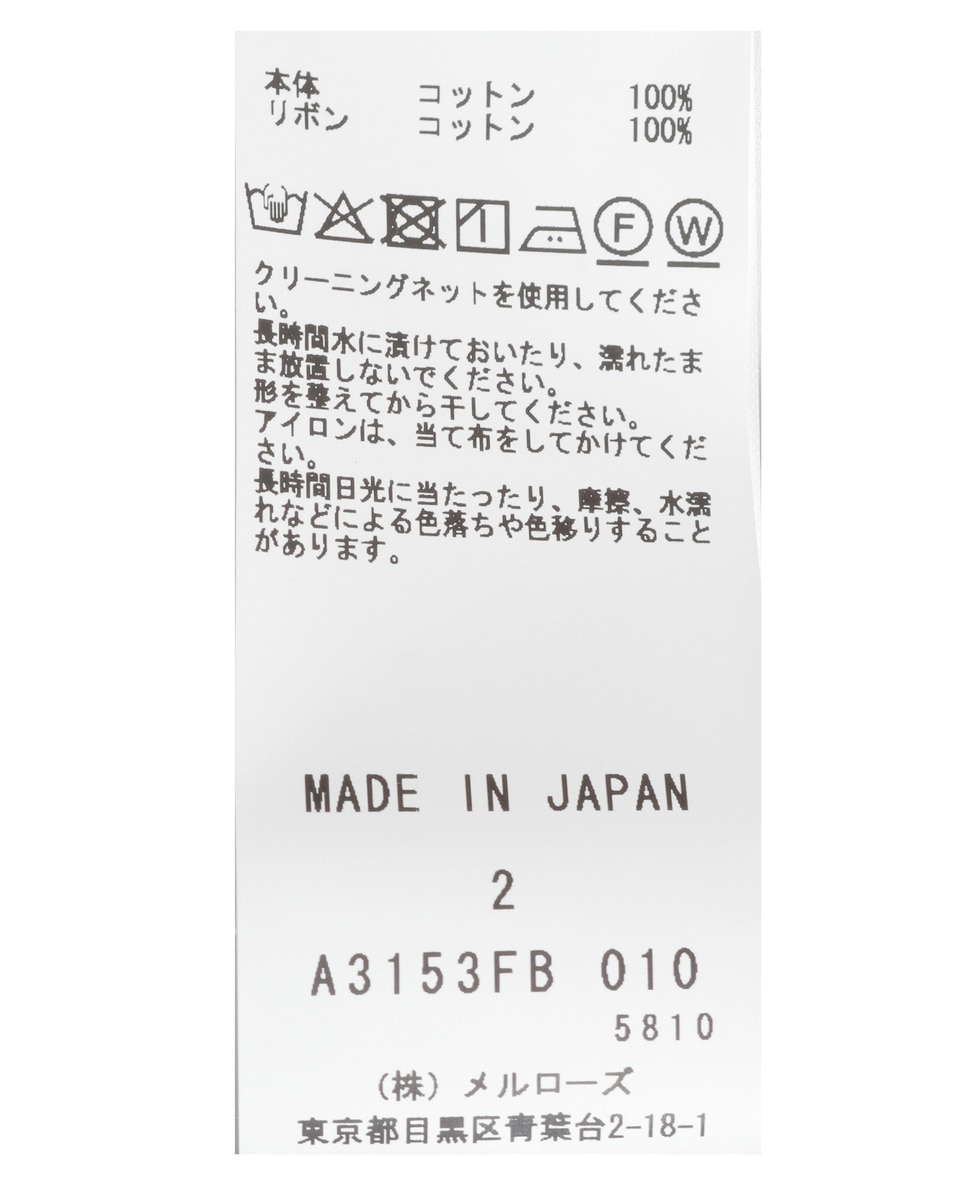 本体 コットン 100%
リボン コットン 100%
F W
クリーニングネットを使用してくださ
い。
長時間水に漬けておいたり、濡れたま
ま放置しないでください。
形を整えてから干してください。
アイロンは、当て布をしてかけてくだ
さい。
長時間日光に当たったり、摩擦、水濡
れなどによる色落ちや色移りすること
があります。
MADE IN JAPAN
2
A3153FB 010
5810
(株) メルローズ
東京都目黒区青葉台2-18-1